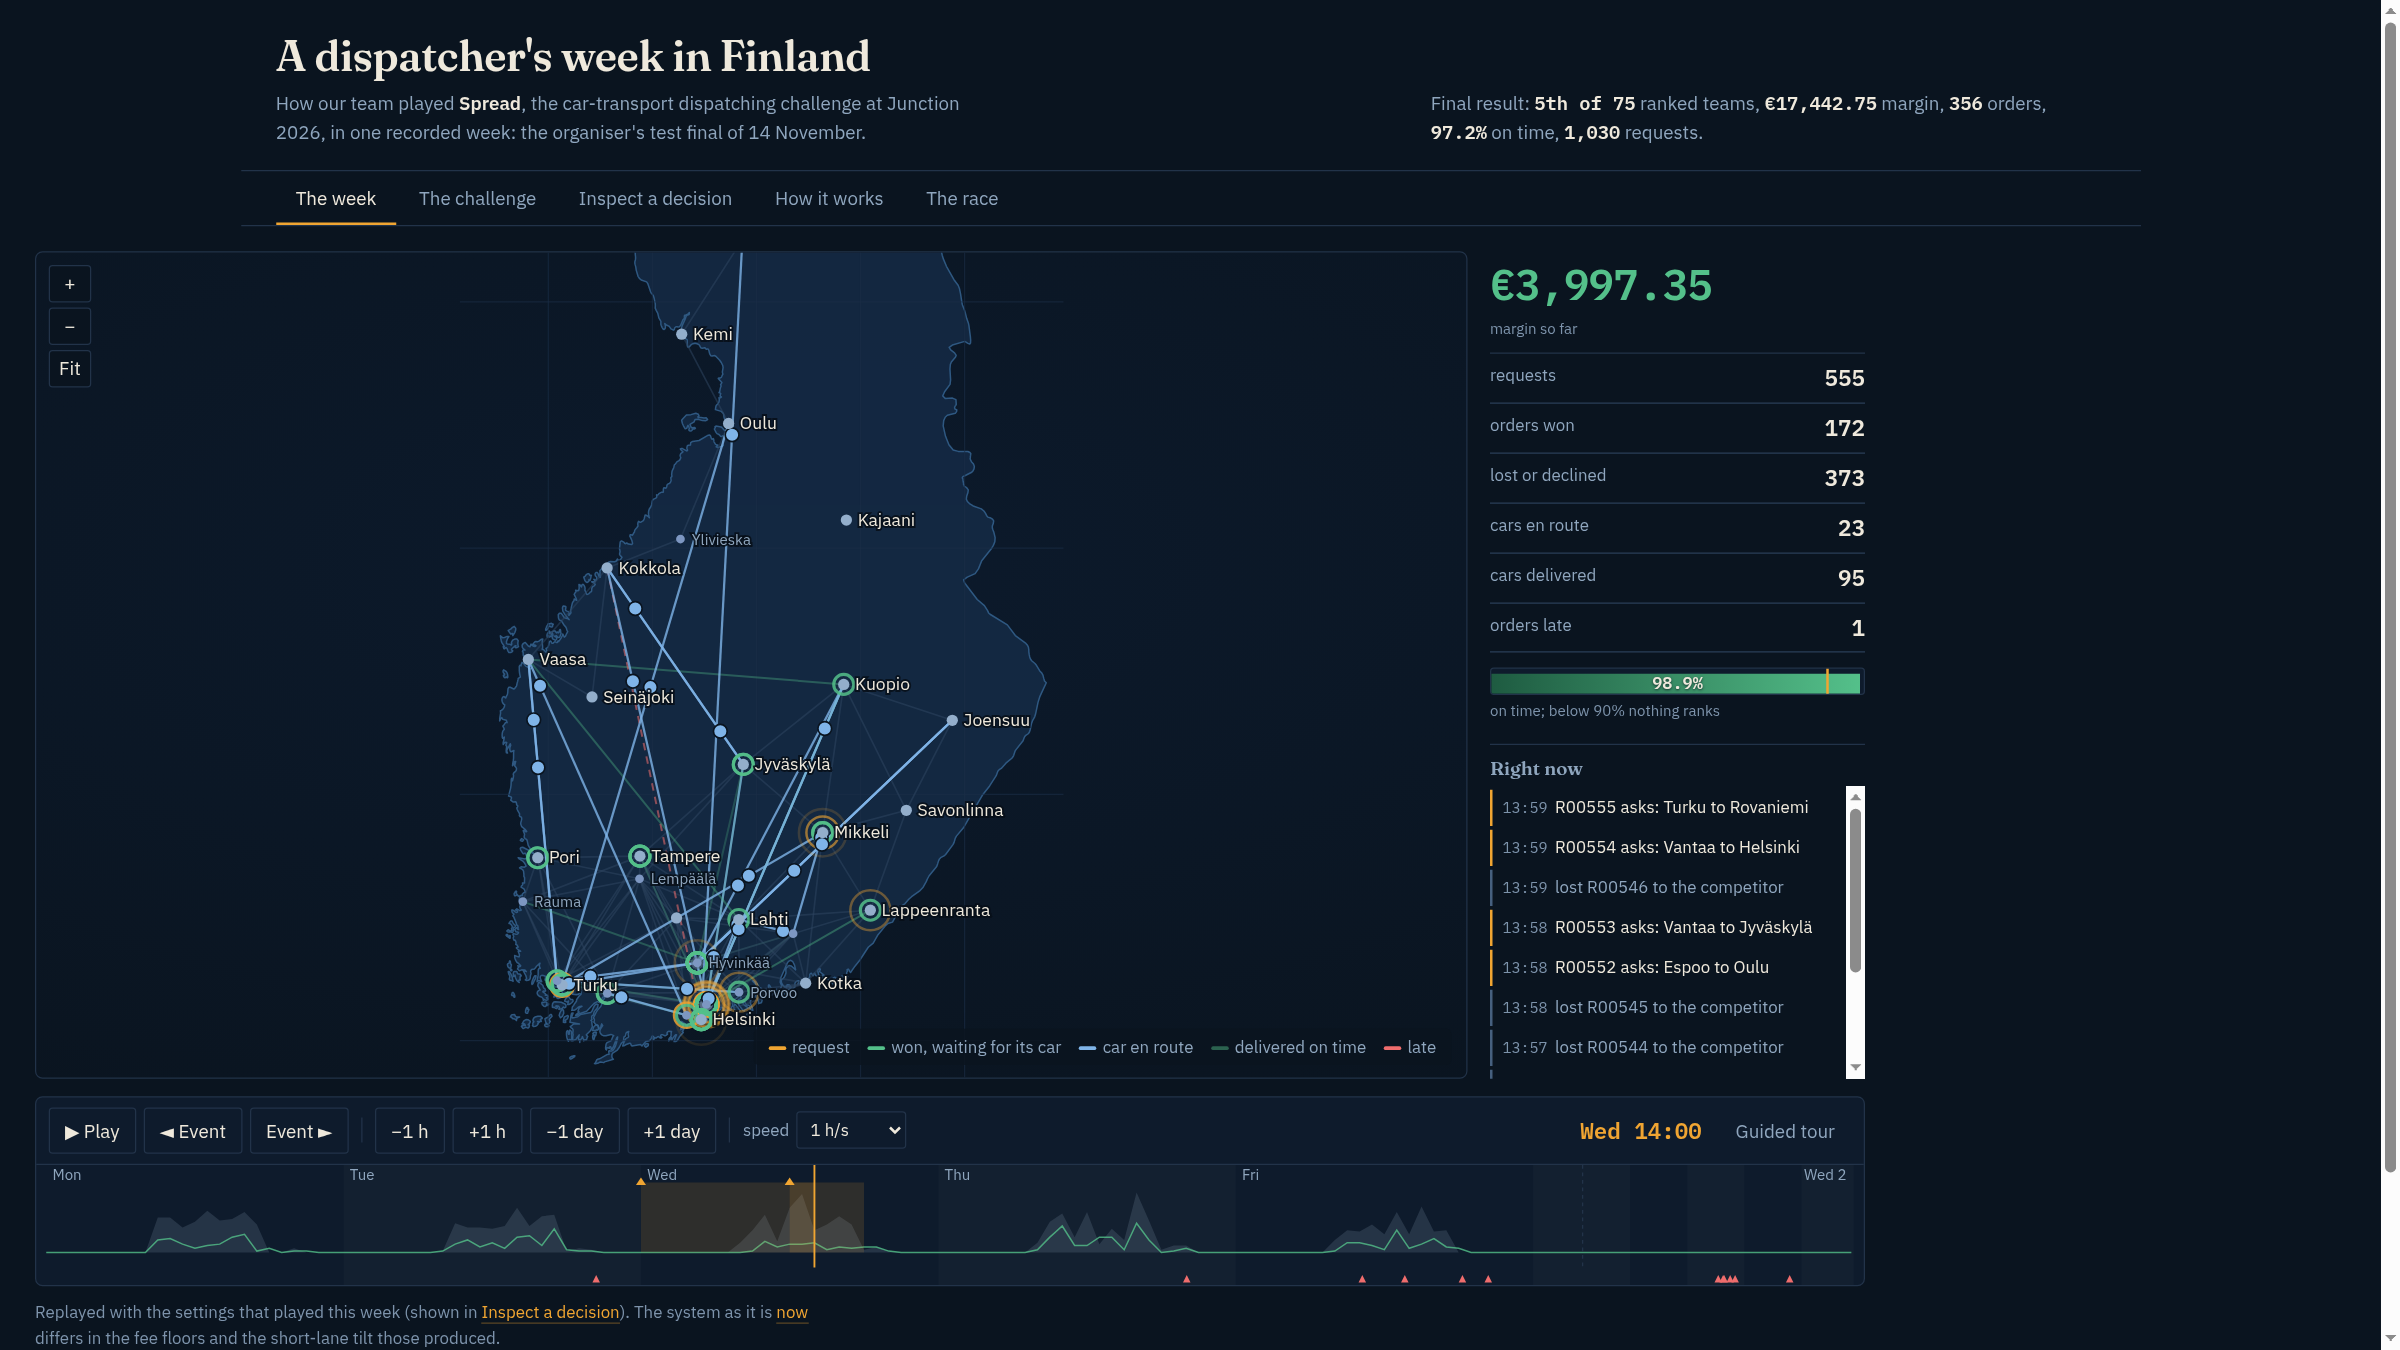 A dispatcher's week in Finland
How our team played Spread, the car-transport dispatching challenge at Junction
2026, in one recorded week: the organiser's test final of 14 November.
Final result: 5th of 75 ranked teams, €17,442.75 margin, 356 orders,
97.2% on time, 1,030 requests.
The week
The challenge
Inspect a decision
How it works
The race
+
−
Fit
Kemi
Oulu
Kajaani
Ylivieska
Kokkola
Vaasa
Seinäjoki
Kuopio
Joensuu
Jyväskylä
Savonlinna
Mikkeli
Pori
Tampere
Lempäälä
Rauma
Lahti
Lappeenranta
Hyvinkää
Turku
Porvoo
Kotka
Helsinki
request
won, waiting for its car
car en route
delivered on time
late
€3,997.35
margin so far
requests 555
orders won 172
lost or declined 373
cars en route 23
cars delivered 95
orders late 1
98.9%
on time; below 90% nothing ranks
Right now
13:59 R00555 asks: Turku to Rovaniemi
13:59 R00554 asks: Vantaa to Helsinki
13:59 lost R00546 to the competitor
13:58 R00553 asks: Vantaa to Jyväskylä
13:58 R00552 asks: Espoo to Oulu
13:58 lost R00545 to the competitor
13:57 lost R00544 to the competitor
▶ Play
◄ Event
Event ►
−1 h
+1 h
−1 day
+1 day
speed
1 h/s
Wed 14:00
Guided tour
Mon
Tue
Wed
Thu
Fri
Wed 2
Replayed with the settings that played this week (shown in Inspect a decision). The system as it is now
differs in the fee floors and the short-lane tilt those produced.